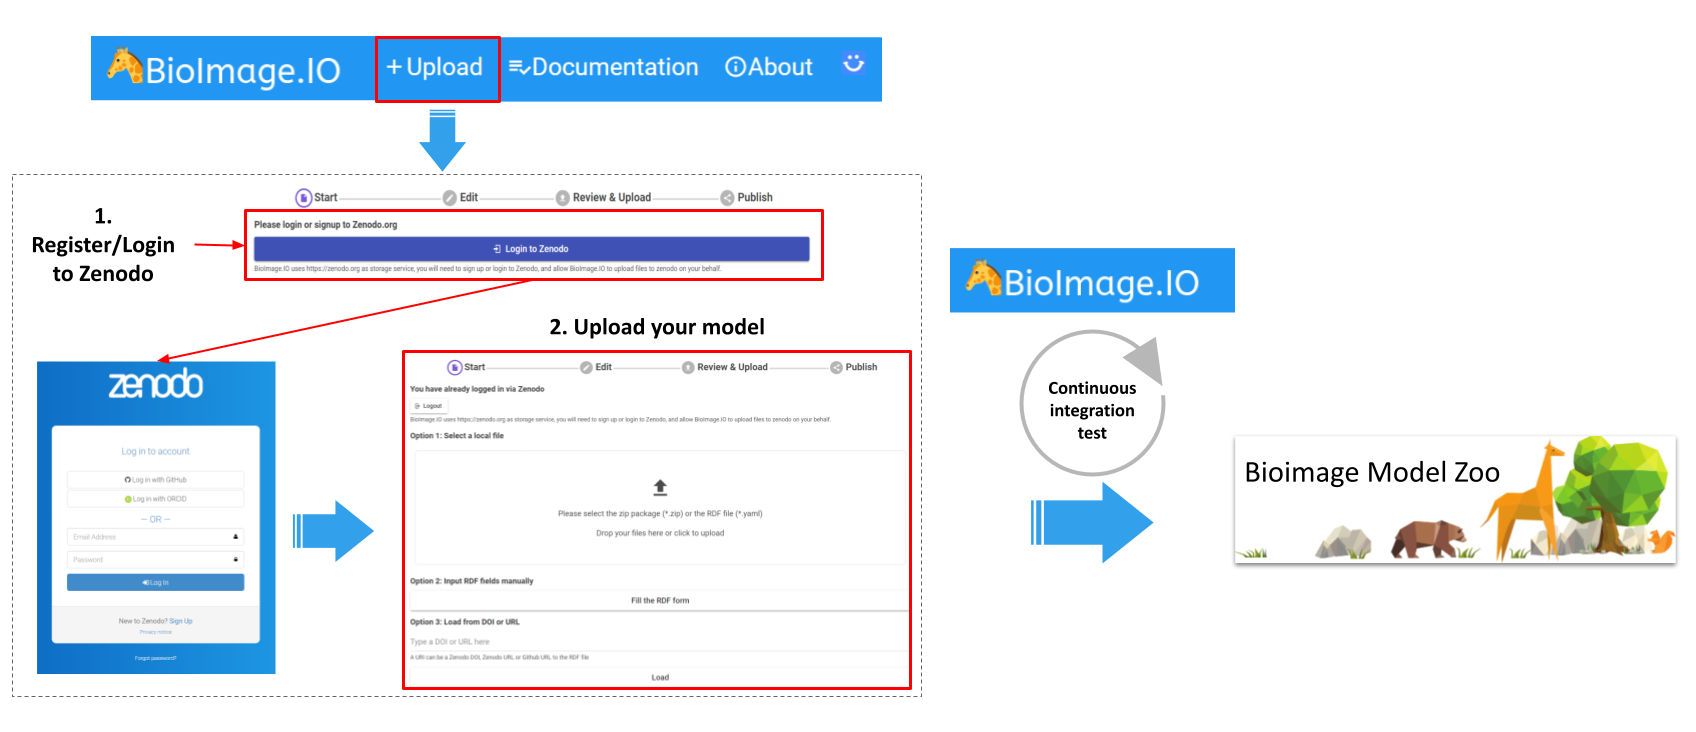 BioImage.IO
+Upload
Documentation
About
Start
Edit
Review & Upload
Publish
1.
Register/Login
to Zenodo
Please login or signup to Zenodo.org
Login to Zenodo
BioImage.IO uses https://zenodo.org as storage service, you will need to sign up or login to Zenodo, and allow BioImage.IO to upload files to zenodo on your behalf.
zenodo
Log in to account
Log in with GitHub
Log in with ORCID
— OR —
Email Address
Password
Log In
New to Zenodo? Sign Up
Privacy notice
Forgot password?
2. Upload your model
Start
Edit
Review & Upload
Publish
You have already logged in via Zenodo
Logout
BioImage.IO uses https://zenodo.org as storage service, you will need to sign up or login to Zenodo, and allow BioImage.IO to upload files to zenodo on your behalf.
Option 1: Select a local file
Please select the zip package (*.zip) or the RDF file (*.yaml)
Drop your files here or click to upload
Option 2: Input RDF fields manually
Fill the RDF form
Option 3: Load from DOI or URL
Type a DOI or URL here
A URI can be a Zenodo DOI, Zenodo URL or Github URL to the RDF file
Load
BioImage.IO
Continuous
integration
test
Bioimage Model Zoo